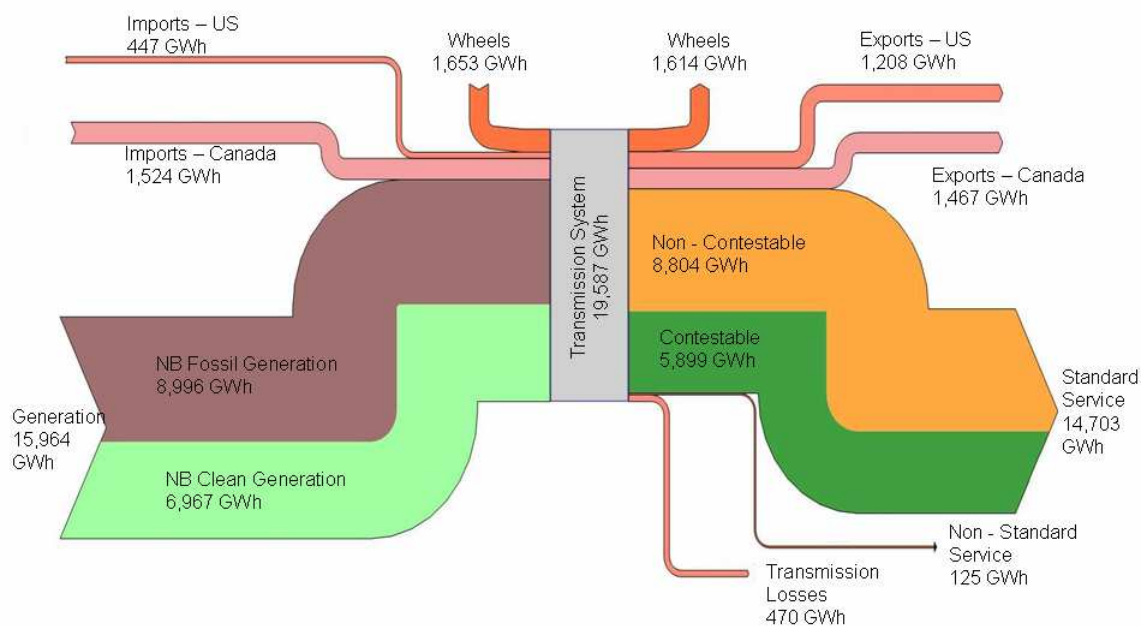 Imports – US
447 GWh
Wheels
1,653 GWh
Wheels
1,614 GWh
Exports – US
1,208 GWh
Imports – Canada
1,524 GWh
Exports – Canada
1,467 GWh
Transmission System
19,587 GWh
Non - Contestable
8,804 GWh
Contestable
5,899 GWh
NB Fossil Generation
8,996 GWh
Generation
15,964
GWh
NB Clean Generation
6,967 GWh
Standard
Service
14,703
GWh
Non - Standard
Service
125 GWh
Transmission
Losses
470 GWh